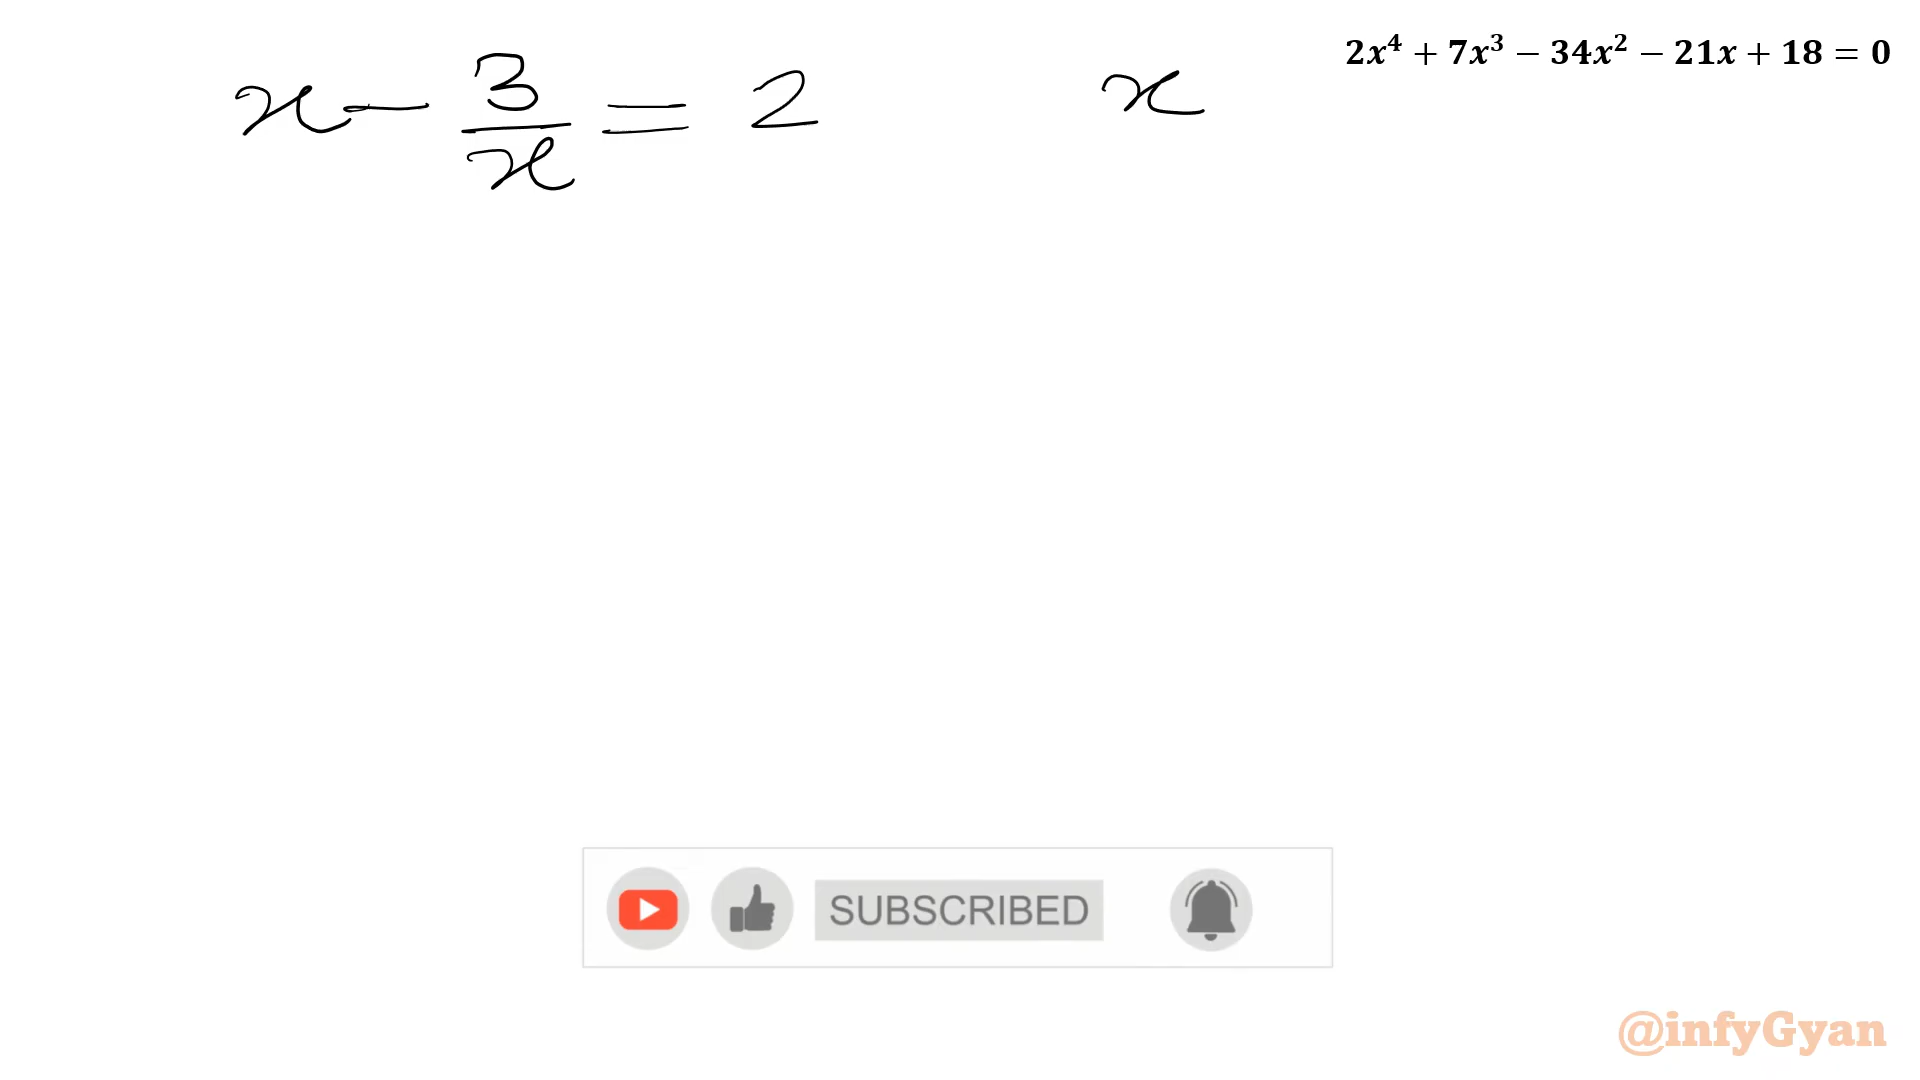 x - 3/x = 2
x
2x⁴ + 7x³ − 34x² − 21x + 18 = 0
SUBSCRIBED
@infyGyan